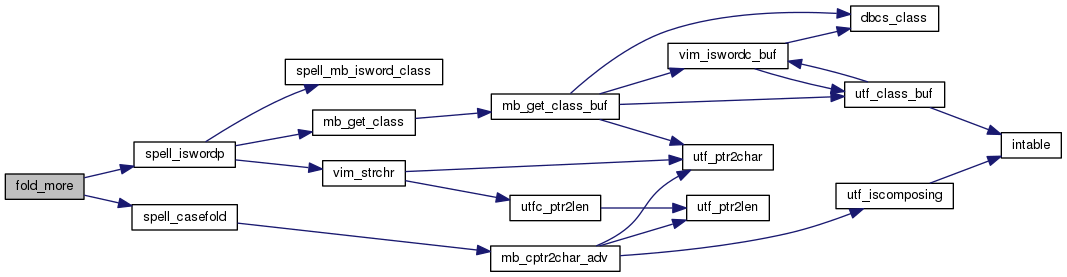 dbcs_class
vim_iswordc_buf
spell_mb_isword_class
utf_class_buf
mb_get_class_buf
mb_get_class
intable
spell_iswordp
utf_ptr2char
vim_strchr
fold_more
utf_iscomposing
utfc_ptr2len
utf_ptr2len
spell_casefold
mb_cptr2char_adv